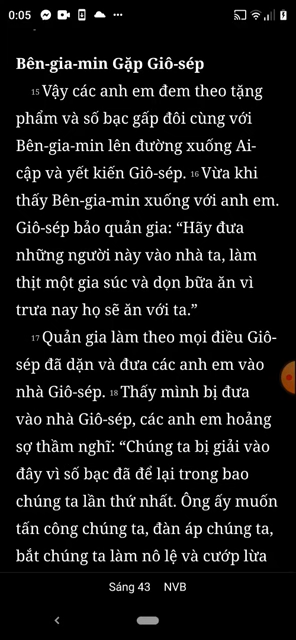 0:05
Bên-gia-min Gặp Giô-sép
15 Vậy các anh em đem theo tặng
phẩm và số bạc gấp đôi cùng với
Bên-gia-min lên đường xuống Ai-
cập và yết kiến Giô-sép. 16 Vừa khi
thấy Bên-gia-min xuống với anh em.
Giô-sép bảo quản gia: “Hãy đưa
những người này vào nhà ta, làm
thịt một gia súc và dọn bữa ăn vì
trưa nay họ sẽ ăn với ta.”
17 Quản gia làm theo mọi điều Giô-
sép đã dặn và đưa các anh em vào
nhà Giô-sép. 18 Thấy mình bị đưa
vào nhà Giô-sép, các anh em hoảng
sợ thầm nghĩ: “Chúng ta bị giải vào
đây vì số bạc đã để lại trong bao
chúng ta lần thứ nhất. Ông ấy muốn
tấn công chúng ta, đàn áp chúng ta,
bắt chúng ta làm nô lệ và cướp lừa
Sáng 43 NVB